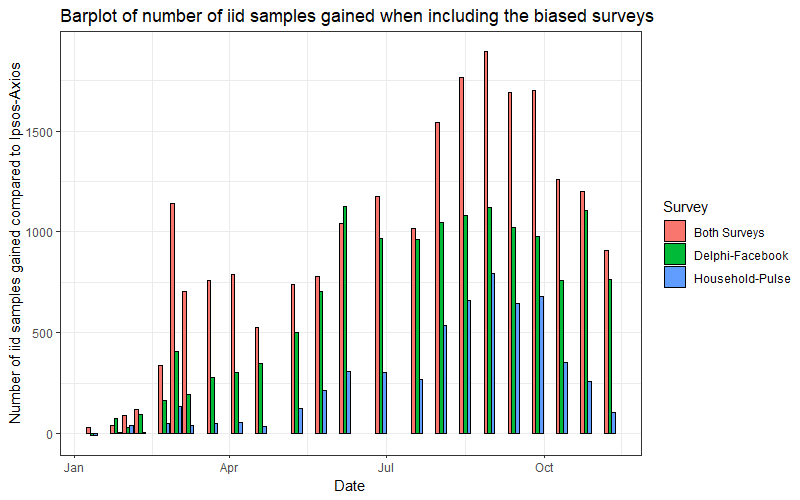 Barplot of number of iid samples gained when including the biased surveys
Number of iid samples gained compared to Ipsos-Axios
1500
1000
500
0
Jan
Apr
Jul
Oct
Date
Survey
Both Surveys
Delphi-Facebook
Household-Pulse